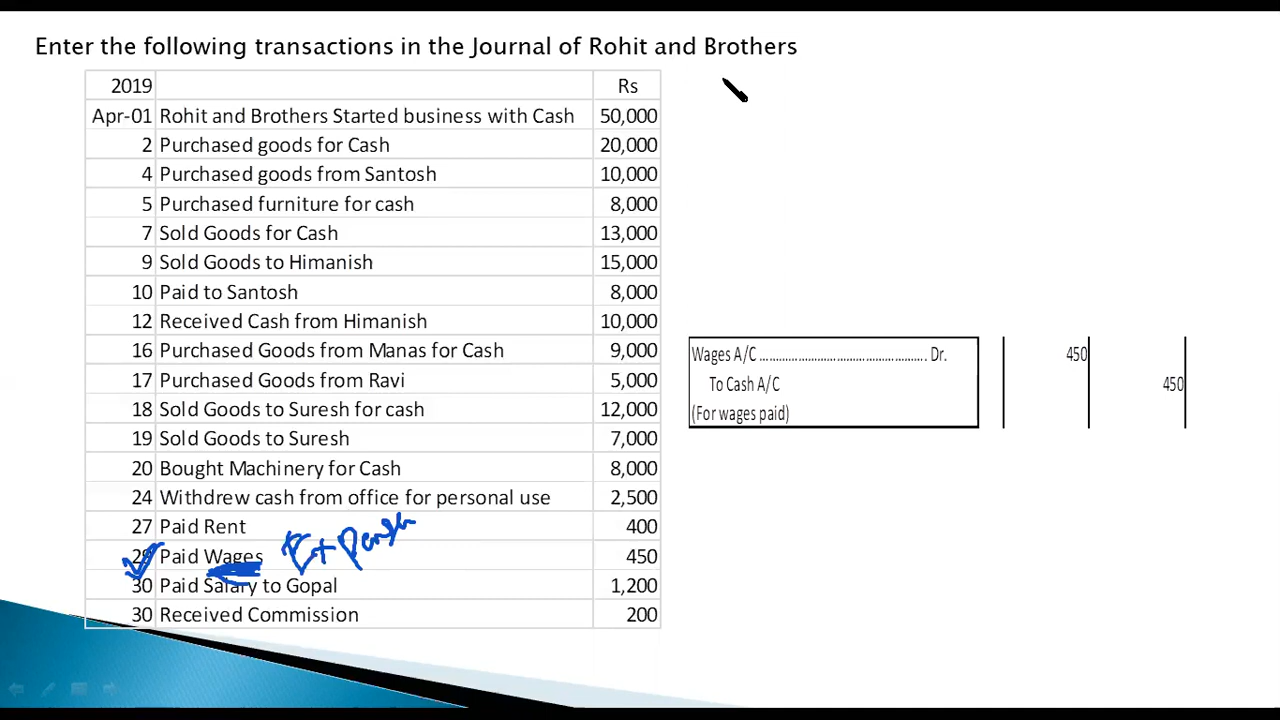 Enter the following transactions in the Journal of Rohit and Brothers
2019 Rs
Apr-01 Rohit and Brothers Started business with Cash 50,000
2 Purchased goods for Cash 20,000
4 Purchased goods from Santosh 10,000
5 Purchased furniture for cash 8,000
7 Sold Goods for Cash 13,000
9 Sold Goods to Himanish 15,000
10 Paid to Santosh 8,000
12 Received Cash from Himanish 10,000
16 Purchased Goods from Manas for Cash 9,000
17 Purchased Goods from Ravi 5,000
18 Sold Goods to Suresh for cash 12,000
19 Sold Goods to Suresh 7,000
20 Bought Machinery for Cash 8,000
24 Withdrew cash from office for personal use 2,500
27 Paid Rent 400
Paid Wages 450
30 Paid Salary to Gopal 1,200
30 Received Commission 200
Wages A/C ................................................... Dr. 450
To Cash A/C 450
(For wages paid)